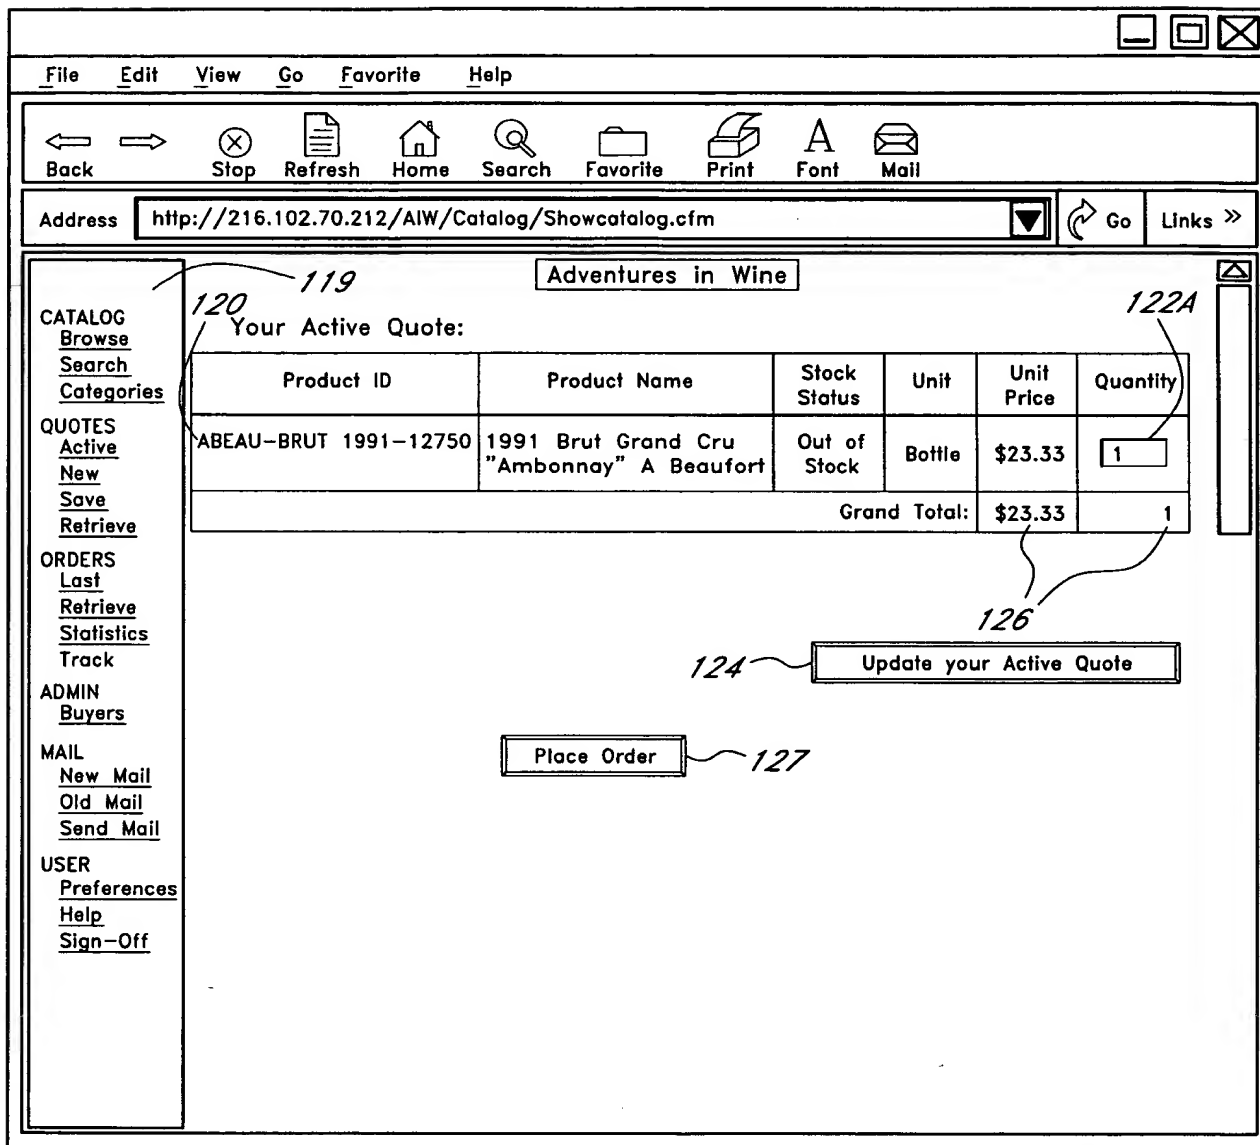 File Edit View Go Favorite Help
Back Stop Refresh Home Search Favorite Print A Font Mail
Address http://216.102.70.212/AIW/Catalog/Showcatalog.cfm Go Links »
119
Adventures in Wine
120
Your Active Quote:
122A
CATALOG
Browse
Search
Categories
QUOTES
Active
New
Save
Retrieve
ORDERS
Last
Retrieve
Statistics
Track
ADMIN
Buyers
MAIL
New Mail
Old Mail
Send Mail
USER
Preferences
Help
Sign-Off
Product ID Product Name Stock Status Unit Unit Price Quantity
ABEAU-BRUT 1991-12750 1991 Brut Grand Cru Out of Bottle $23.33 1
"Ambonnay" A Beaufort Stock
Grand Total: $23.33 1
126
124 Update your Active Quote
Place Order 127